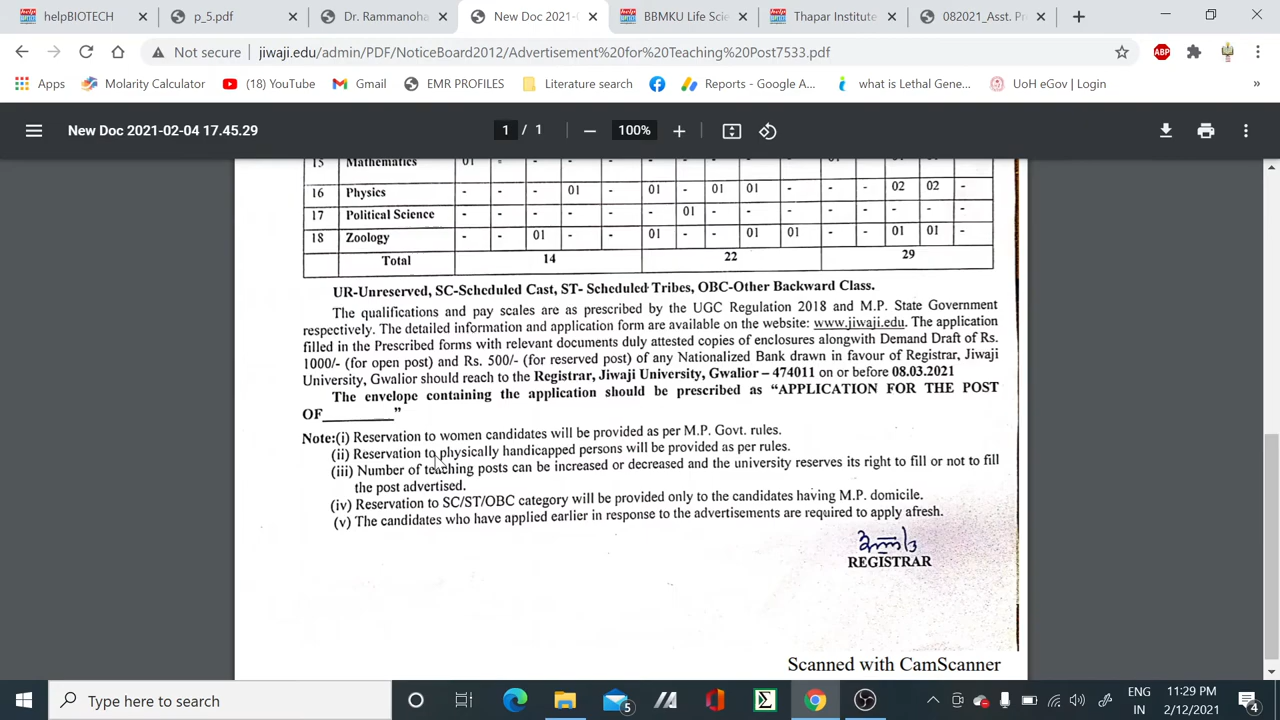 helpBIOTECH
p_5.pdf
Dr. Rammanoha
New Doc 2021-0
BBMKU Life Scie
Thapar Institute
082021_Asst. Pr
Not secure
jiwaji.edu/admin/PDF/NoticeBoard2012/Advertisement%20for%20Teaching%20Post7533.pdf
ABP
Apps
Molarity Calculator
(18) YouTube
Gmail
EMR PROFILES
Literature search
Reports - Google A...
what is Lethal Gene...
UoH eGov | Login
»
New Doc 2021-02-04 17.45.29
1 / 1
100%
15 Mathematics 01 - - - - - - - - - 01 01 01 -
16 Physics - - - 01 - 01 - 01 01 - - - 02 02 -
17 Political Science - - - - - - 01 - - - - - - - -
18 Zoology - - 01 - - 01 - - 01 01 - - 01 01 -
Total 14 22 29
UR-Unreserved, SC-Scheduled Cast, ST- Scheduled Tribes, OBC-Other Backward Class.
The qualifications and pay scales are as prescribed by the UGC Regulation 2018 and M.P. State Government
respectively. The detailed information and application form are available on the website: www.jiwaji.edu. The application
filled in the Prescribed forms with relevant documents duly attested copies of enclosures alongwith Demand Draft of Rs.
1000/- (for open post) and Rs. 500/- (for reserved post) of any Nationalized Bank drawn in favour of Registrar, Jiwaji
University, Gwalior should reach to the Registrar, Jiwaji University, Gwalior – 474011 on or before 08.03.2021
The envelope containing the application should be prescribed as “APPLICATION FOR THE POST
OF________”
Note:(i) Reservation to women candidates will be provided as per M.P. Govt. rules.
(ii) Reservation to physically handicapped persons will be provided as per rules.
(iii) Number of teaching posts can be increased or decreased and the university reserves its right to fill or not to fill
the post advertised.
(iv) Reservation to SC/ST/OBC category will be provided only to the candidates having M.P. domicile.
(v) The candidates who have applied earlier in response to the advertisements are required to apply afresh.
REGISTRAR
Scanned with CamScanner
Type here to search
5
ENG
IN
11:29 PM
2/12/2021
4